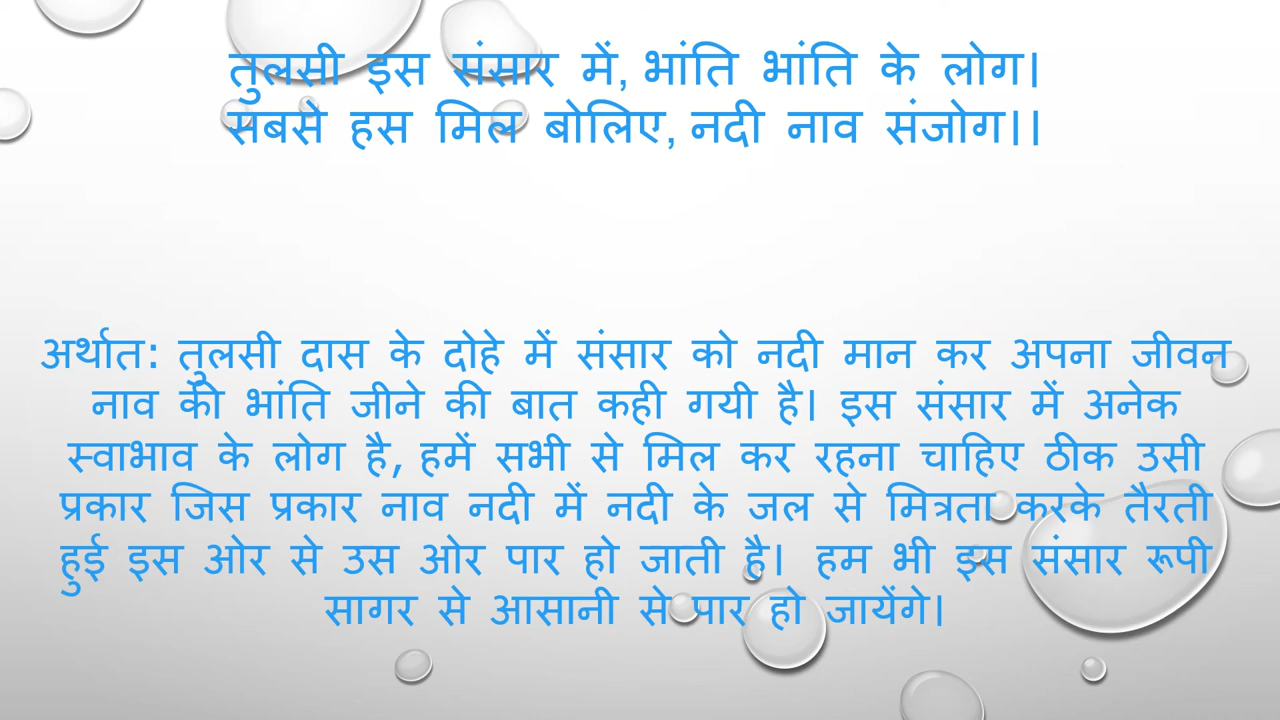 तुलसी इस संसार में, भांति भांति के लोग।
सबसे हस मिल बोलिए, नदी नाव संजोग।।
अर्थात: तुलसी दास के दोहे में संसार को नदी मान कर अपना जीवन
नाव की भांति जीने की बात कही गयी है। इस संसार में अनेक
स्वाभाव के लोग है, हमें सभी से मिल कर रहना चाहिए ठीक उसी
प्रकार जिस प्रकार नाव नदी में नदी के जल से मित्रता करके तैरती
हुई इस ओर से उस ओर पार हो जाती है। हम भी इस संसार रूपी
सागर से आसानी से पार हो जायेंगे।